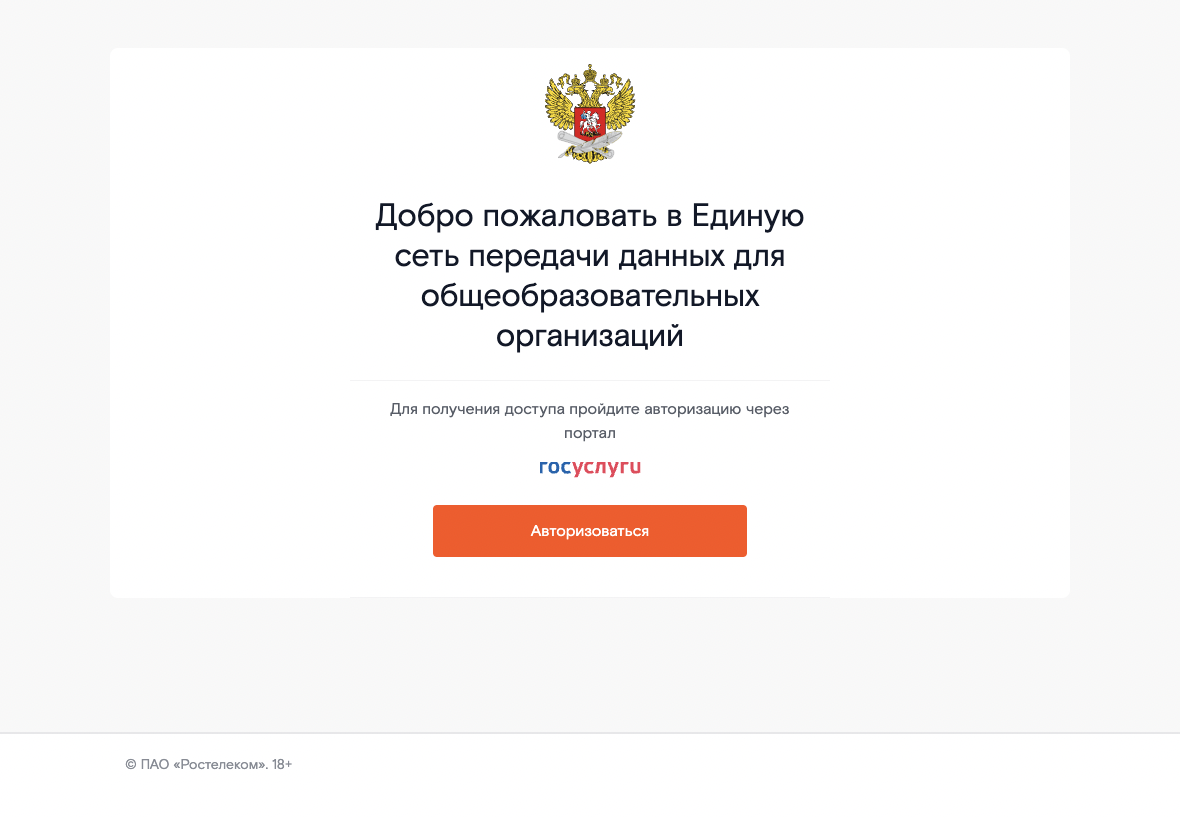 Добро пожаловать в Единую
сеть передачи данных для
общеобразовательных
организаций
Для получения доступа пройдите авторизацию через
портал
госуслуги
Авторизоваться
© ПАО «Ростелеком». 18+